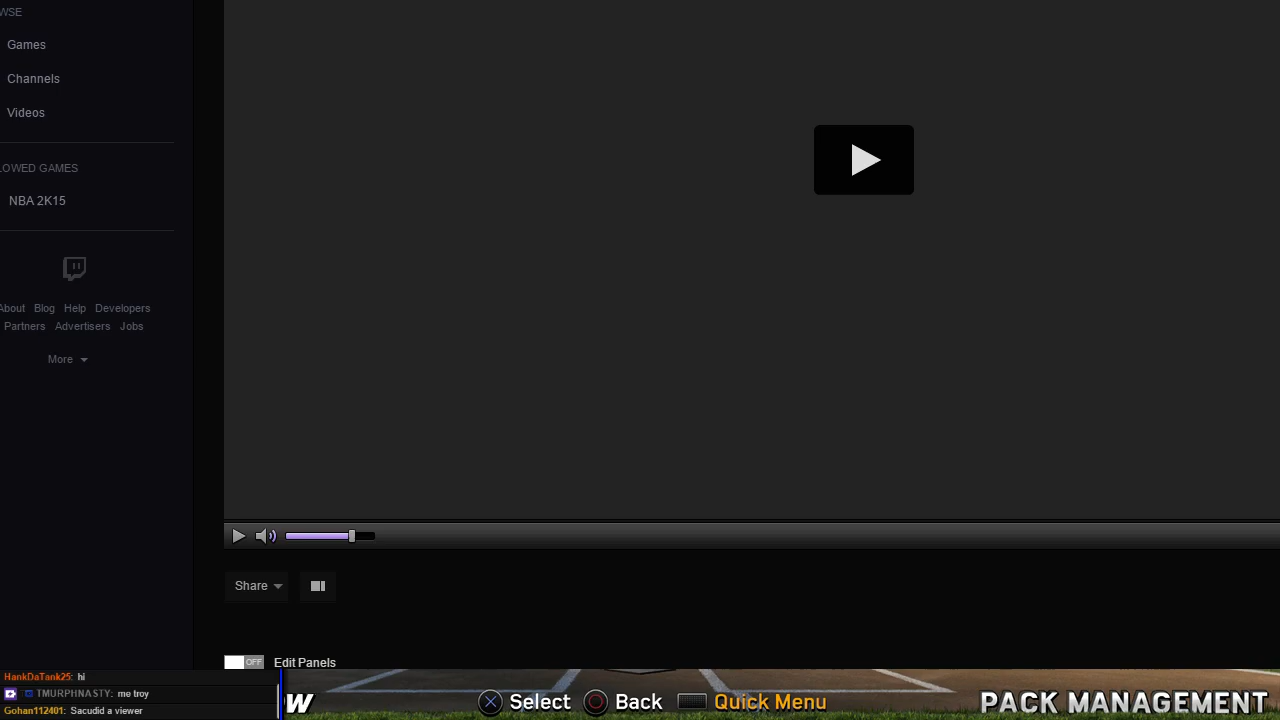 WSE
Games
Channels
Videos
LOWED GAMES
NBA 2K15
About Blog Help Developers
Partners Advertisers Jobs
More
Share
OFF Edit Panels
HankDaTank25: hi
TMURPHNASTY: me troy
Gohan112401: Sacudid a viewer
W
Select Back Quick Menu
PACK MANAGEMENT